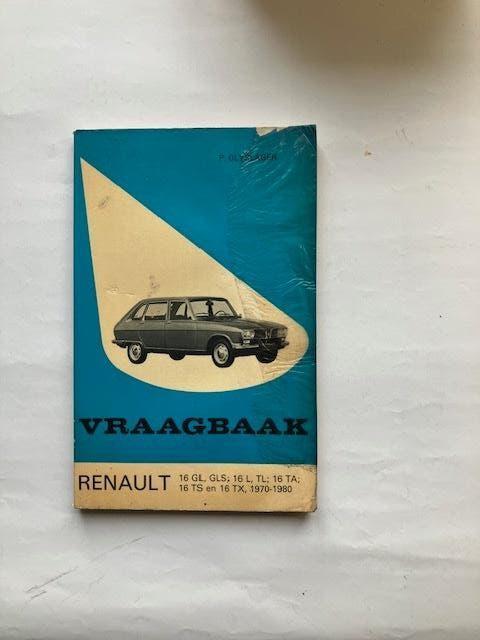 P. OLYSLAGER
VRAAGBAAK
RENAULT 16 GL, GLS; 16 L, TL; 16 TA;
16 TS en 16 TX, 1970-1980